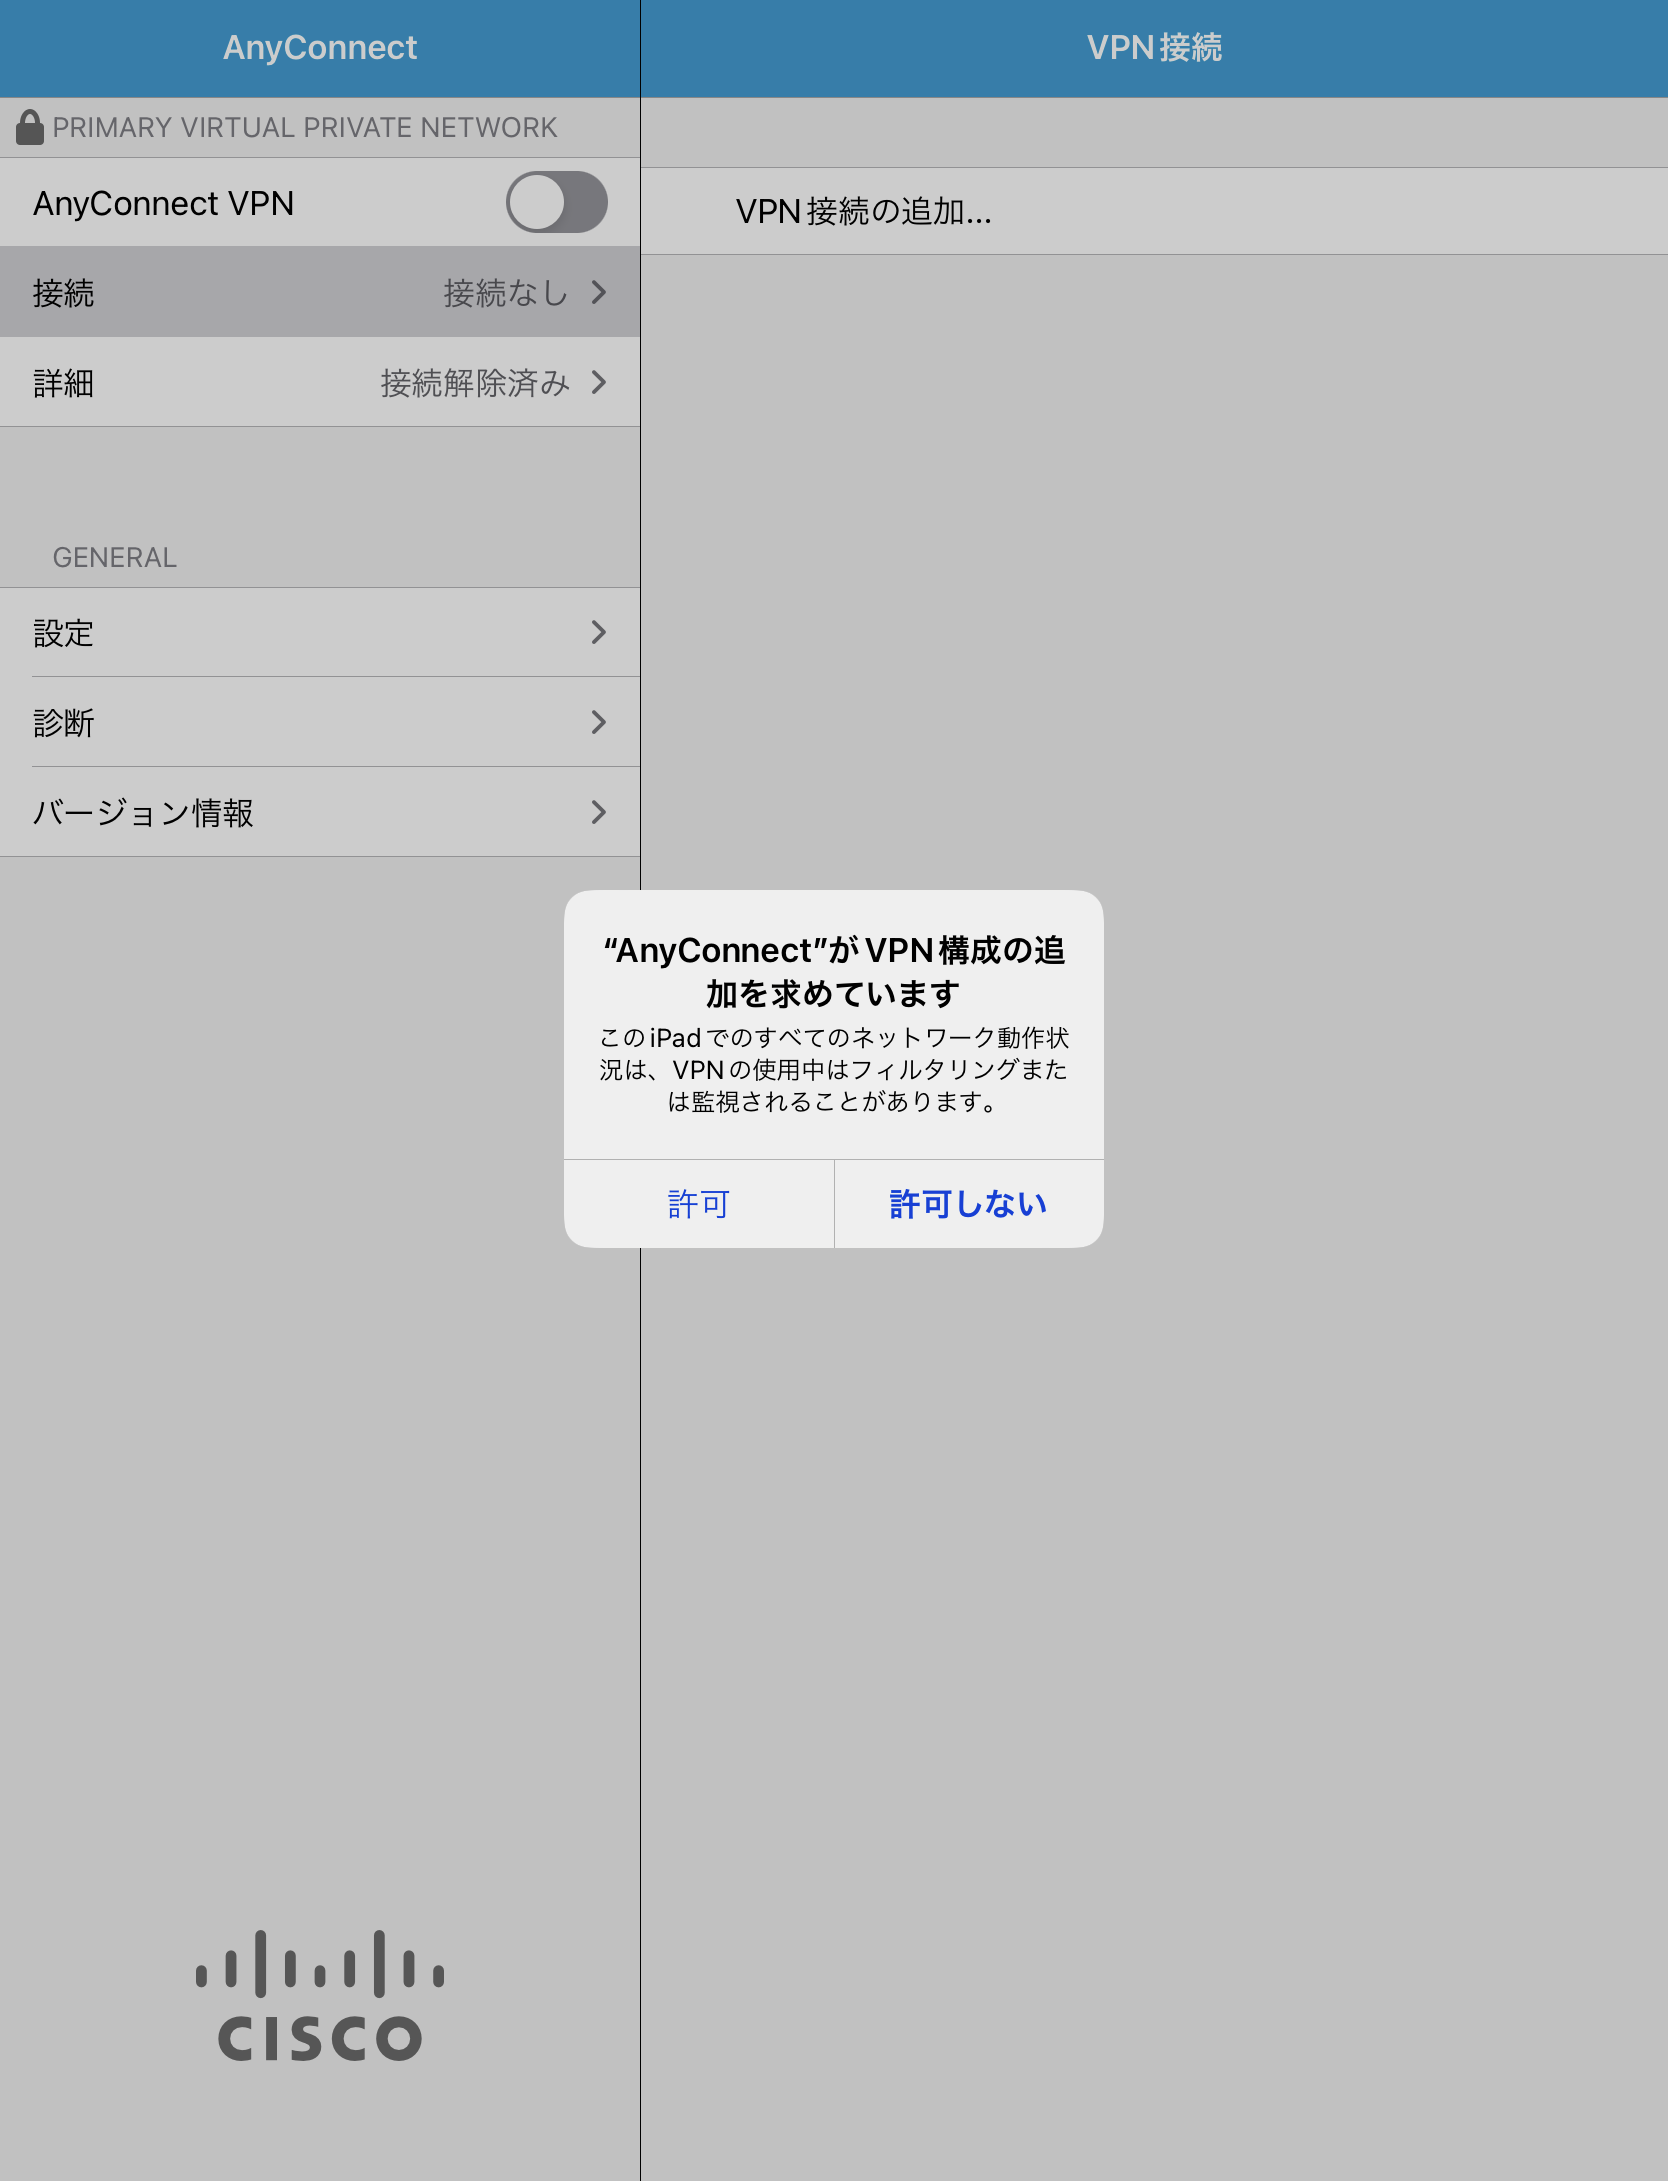 AnyConnect
VPN接続
PRIMARY VIRTUAL PRIVATE NETWORK
AnyConnect VPN
接続
接続なし
詳細
接続解除済み
GENERAL
設定
診断
バージョン情報
VPN接続の追加...
“AnyConnect”がVPN構成の追
加を求めています
このiPadでのすべてのネットワーク動作状
況は、VPNの使用中はフィルタリングまた
は監視されることがあります。
許可
許可しない
CISCO